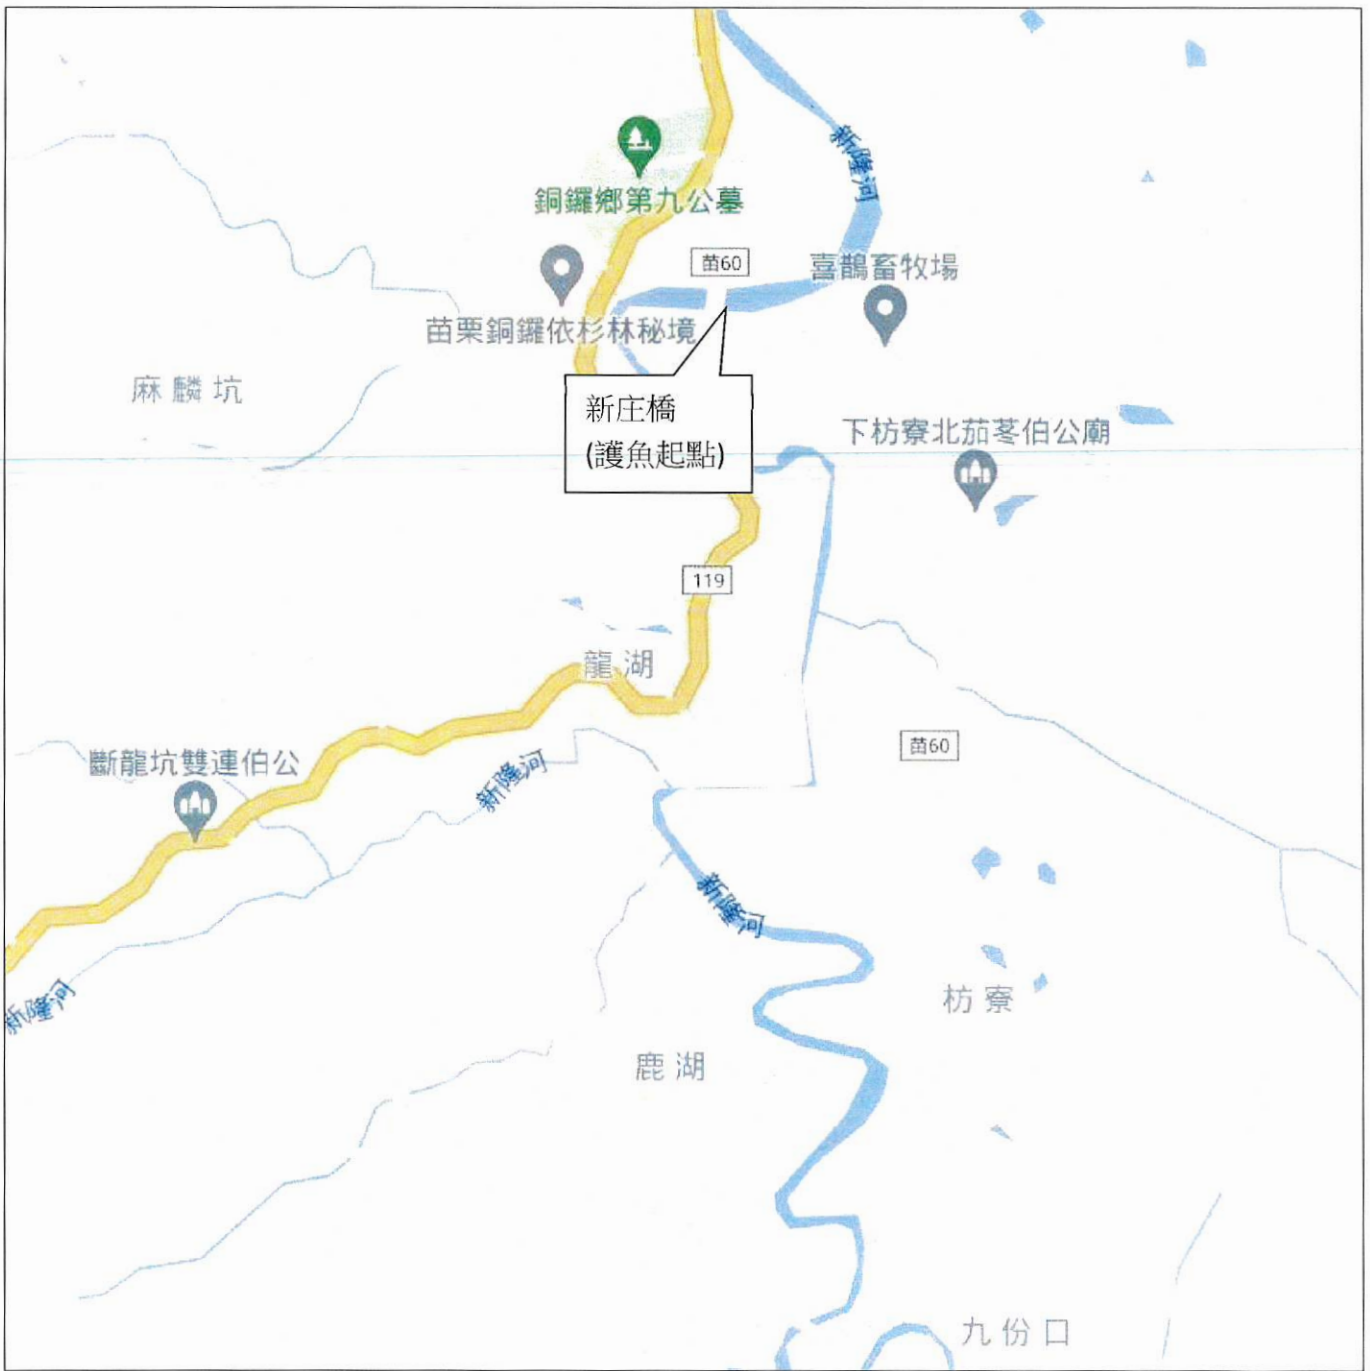 新隆河
銅鑼鄉第九公墓
苗60
喜鵲畜牧場
苗栗銅鑼依杉林秘境
麻麟坑
新庄橋
(護魚起點)
下枋寮北茄苳伯公廟
119
龍湖
苗60
斷龍坑雙連伯公
新隆河
新隆河
枋寮
新隆河
鹿湖
九份口